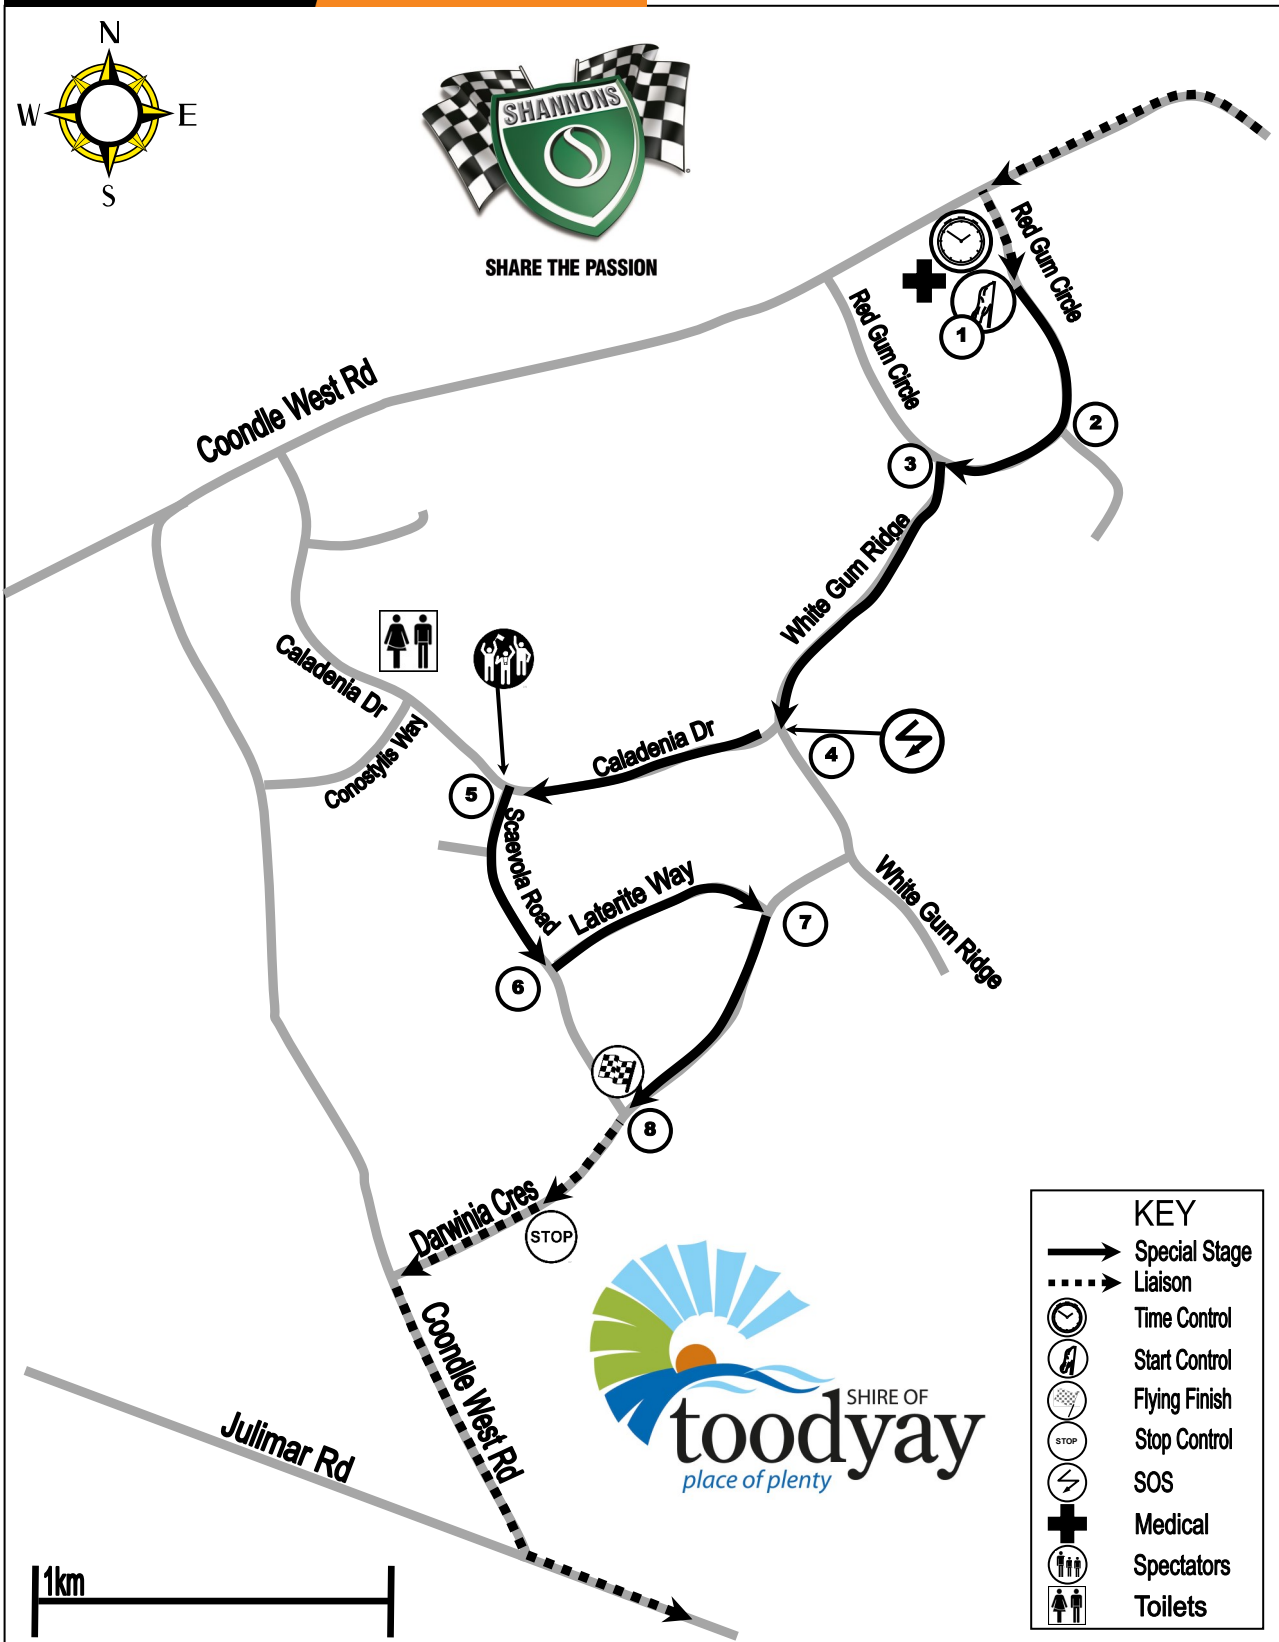 N
W
E
S
SHANNONS
SHARE THE PASSION
Red Gum Circle
Red Gum Circle
1
2
3
Coondle West Rd
White Gum Ridge
Caladenia Dr
Conostylis Way
Caladenia Dr
4
5
Scaevola Road
Laterite Way
White Gum Ridge
7
6
8
Darwinia Cres
STOP
Coondle West Rd
Julimar Rd
SHIRE OF
toodyay
place of plenty
1km
KEY
Special Stage
Liaison
Time Control
Start Control
Flying Finish
STOP
Stop Control
SOS
Medical
Spectators
Toilets